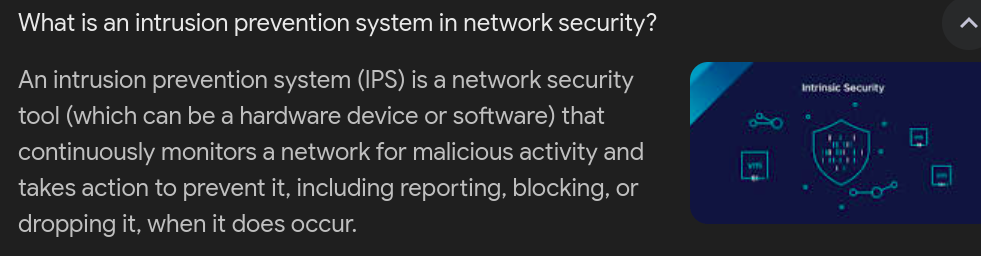 What is an intrusion prevention system in network security?
An intrusion prevention system (IPS) is a network security
tool (which can be a hardware device or software) that
continuously monitors a network for malicious activity and
takes action to prevent it, including reporting, blocking, or
dropping it, when it does occur.
Intrinsic Security
vm